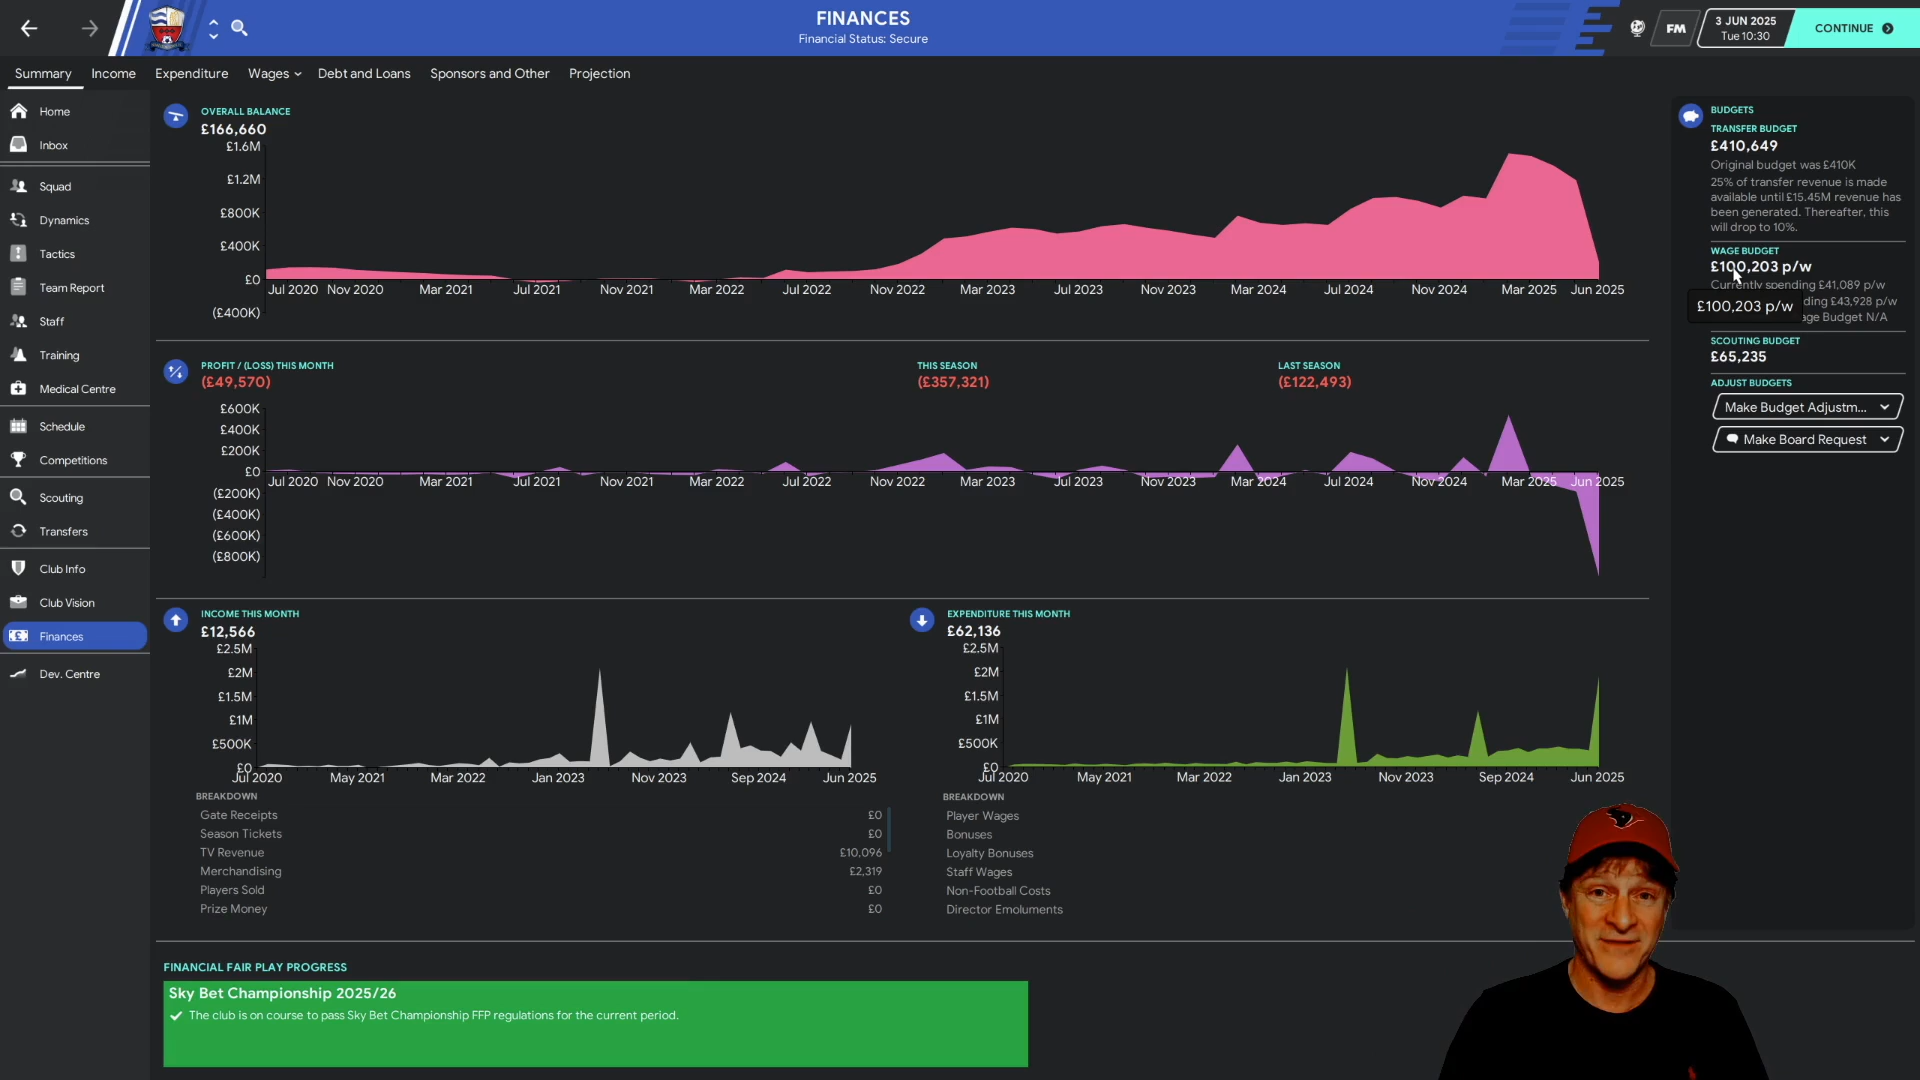 FINANCES
Financial Status: Secure
FM
3 JUN 2025
Tue 10:30
CONTINUE
Summary
Income
Expenditure
Wages
Debt and Loans
Sponsors and Other
Projection
Home
Inbox
Squad
Dynamics
Tactics
Team Report
Staff
Training
Medical Centre
Schedule
Competitions
Scouting
Transfers
Club Info
Club Vision
Finances
Dev. Centre
OVERALL BALANCE
£166,660
£1.6M
£1.2M
£800K
£400K
£0
(£400K)
Jul 2020 Nov 2020 Mar 2021 Jul 2021 Nov 2021 Mar 2022 Jul 2022 Nov 2022 Mar 2023 Jul 2023 Nov 2023 Mar 2024 Jul 2024 Nov 2024 Mar 2025 Jun 2025
PROFIT / (LOSS) THIS MONTH
(£49,570)
THIS SEASON
(£357,321)
LAST SEASON
(£122,493)
£600K
£400K
£200K
£0
(£200K)
(£400K)
(£600K)
(£800K)
Jul 2020 Nov 2020 Mar 2021 Jul 2021 Nov 2021 Mar 2022 Jul 2022 Nov 2022 Mar 2023 Jul 2023 Nov 2023 Mar 2024 Jul 2024 Nov 2024 Mar 2025 Jun 2025
INCOME THIS MONTH
£12,566
£2.5M
£2M
£1.5M
£1M
£500K
£0
Jul 2020 May 2021 Mar 2022 Jan 2023 Nov 2023 Sep 2024 Jun 2025
BREAKDOWN
Gate Receipts £0
Season Tickets £0
TV Revenue £10,096
Merchandising £2,319
Players Sold £0
Prize Money £0
EXPENDITURE THIS MONTH
£62,136
£2.5M
£2M
£1.5M
£1M
£500K
£0
Jul 2020 May 2021 Mar 2022 Jan 2023 Nov 2023 Sep 2024 Jun 2025
BREAKDOWN
Player Wages
Bonuses
Loyalty Bonuses
Staff Wages
Non-Football Costs
Director Emoluments
FINANCIAL FAIR PLAY PROGRESS
Sky Bet Championship 2025/26
The club is on course to pass Sky Bet Championship FFP regulations for the current period.
BUDGETS
TRANSFER BUDGET
£410,649
Original budget was £410K
25% of transfer revenue is made
available until £15.45M revenue has
been generated. Thereafter, this
will drop to 10%.
WAGE BUDGET
£100,203 p/w
Currently spending £41,089 p/w
£100,203 p/w
ding £43,928 p/w
age Budget N/A
SCOUTING BUDGET
£65,235
ADJUST BUDGETS
Make Budget Adjustm...
Make Board Request